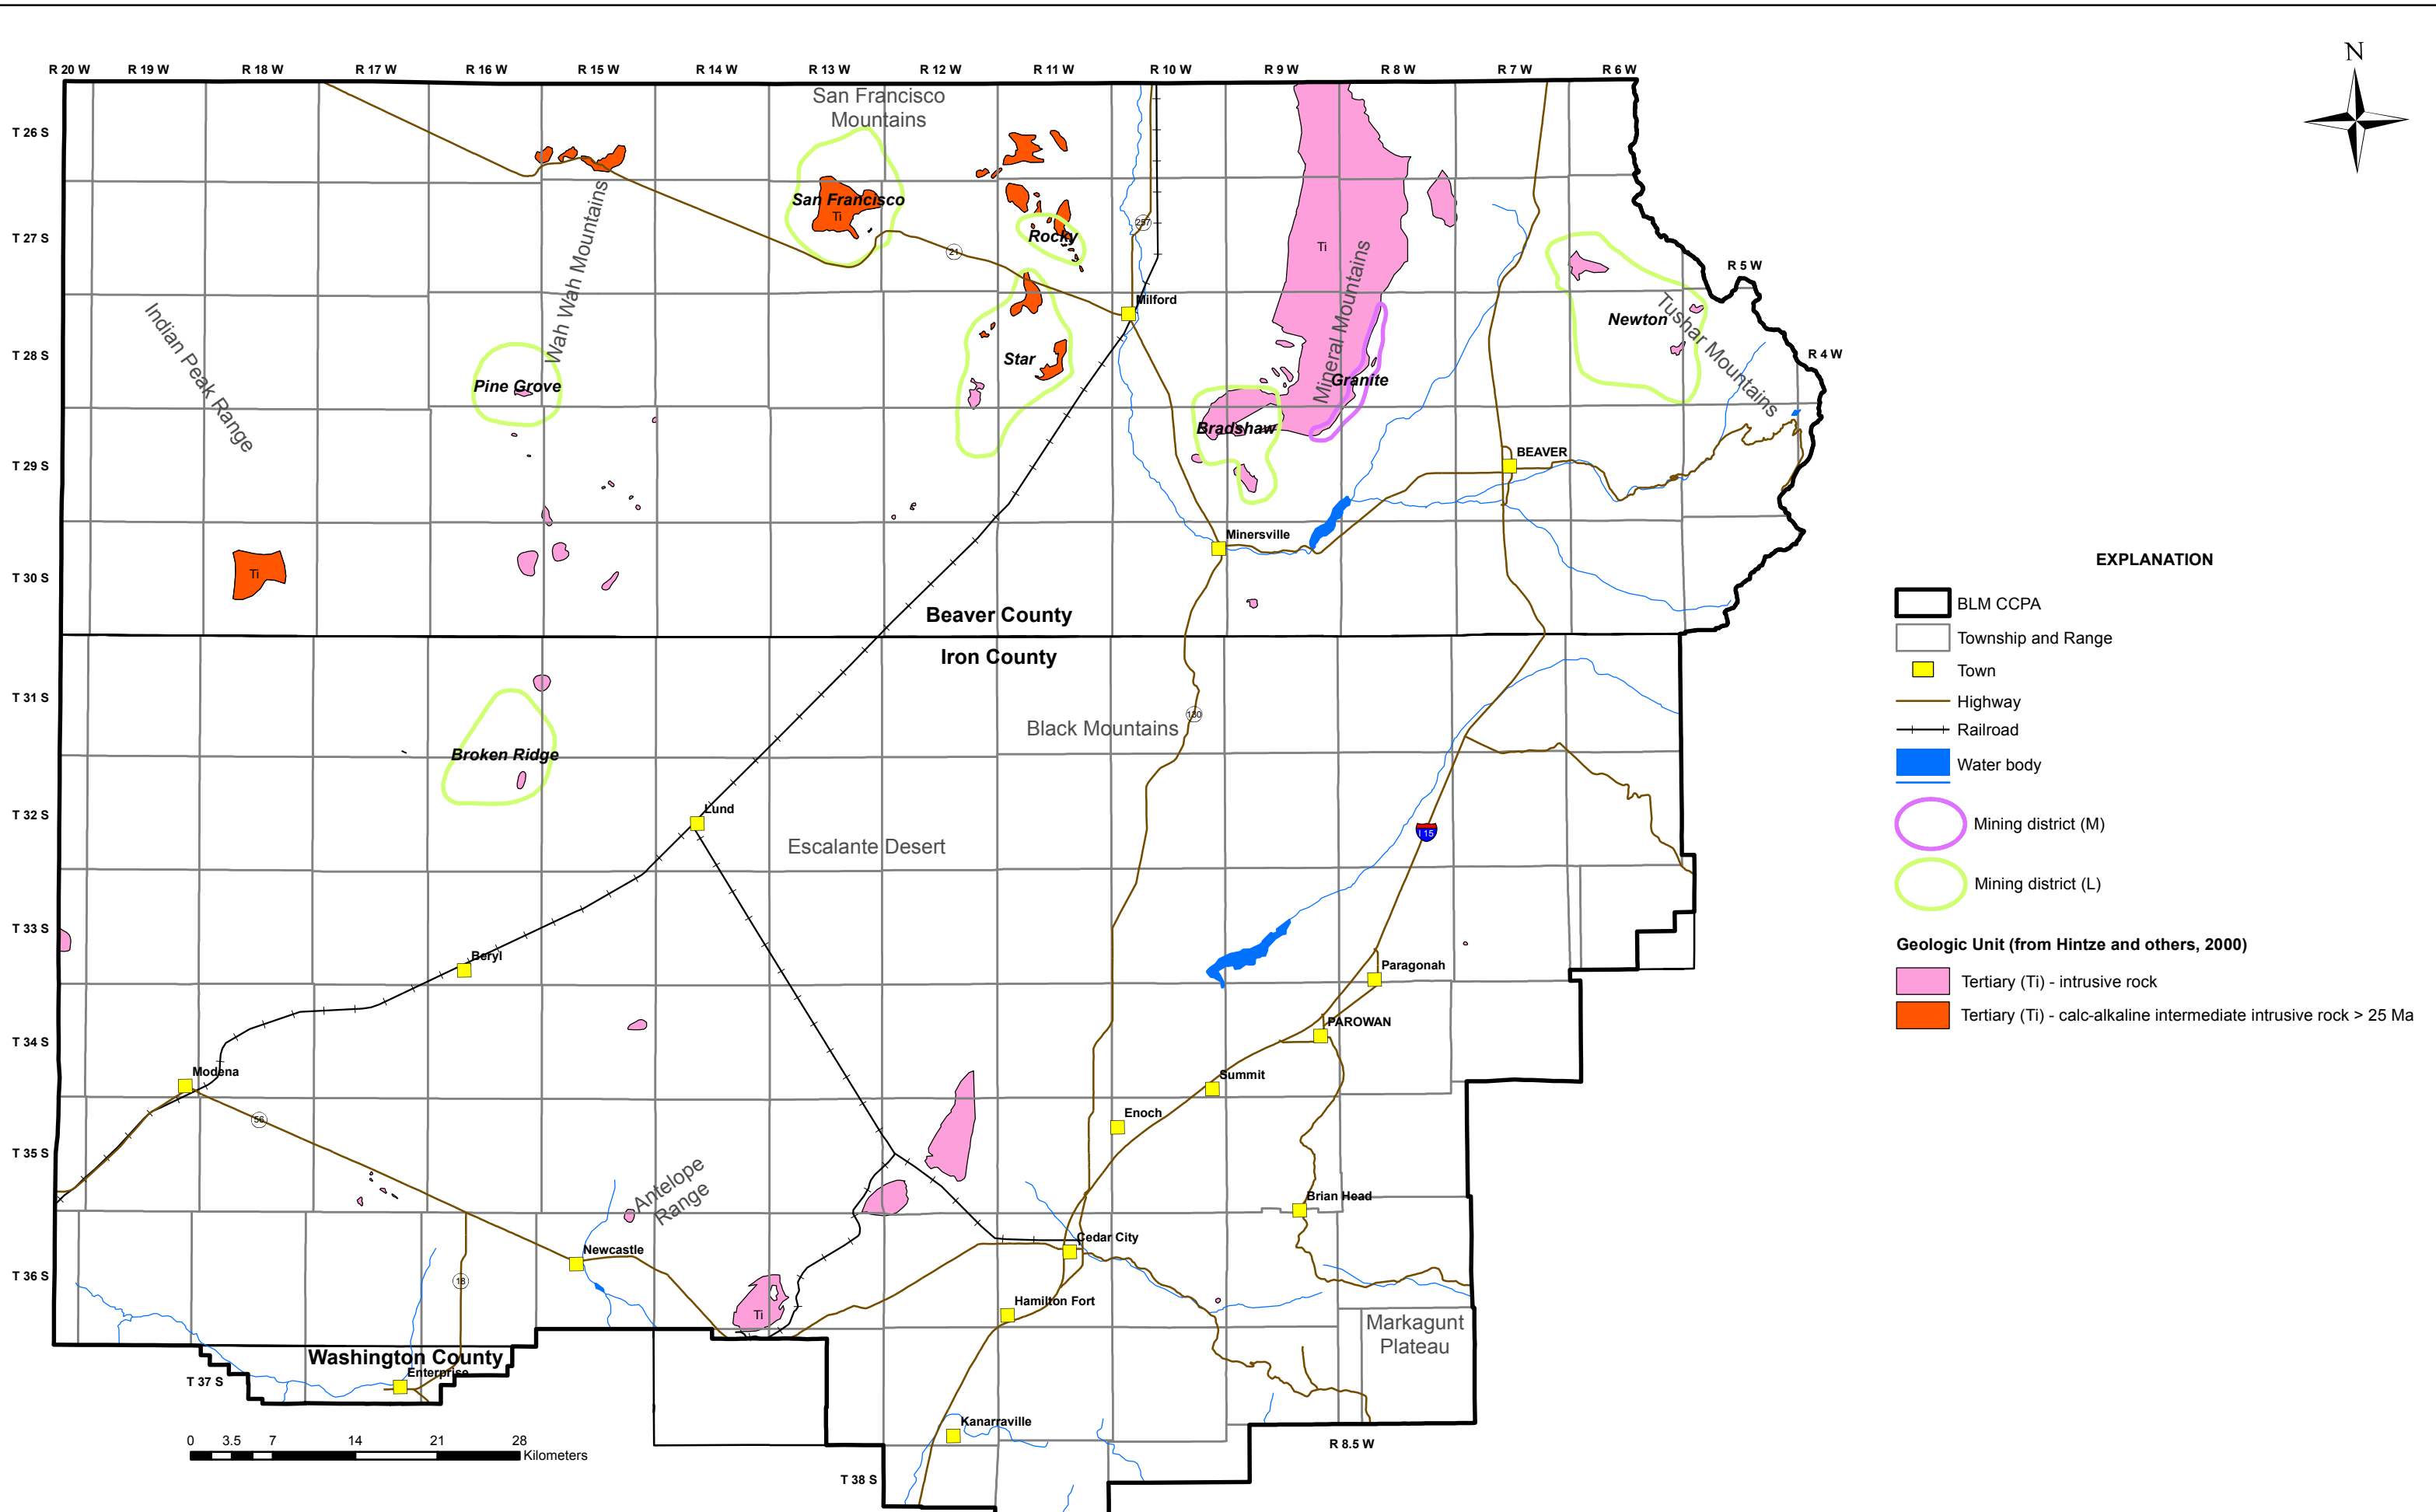 N
R 20 W R 19 W R 18 W R 17 W R 16 W R 15 W R 14 W R 13 W R 12 W R 11 W R 10 W R 9 W R 8 W R 7 W R 6 W
San Francisco
Mountains
T 26 S
San Francisco
Ti
Rocky
257
T 27 S
21
Ti
Wah Wah Mountains
Mineral Mountains
R 5 W
Milford
Indian Peak Range
Newton
Tushar Mountains
T 28 S
Star
R 4 W
Pine Grove
Granite
Bradshaw
BEAVER
T 29 S
Minersville
T 30 S
Ti
Beaver County
Iron County
T 31 S
Black Mountains
130
Broken Ridge
T 32 S
Lund
I 15
Escalante Desert
T 33 S
Beryl
Paragonah
T 34 S
PAROWAN
Modena
Summit
56
Enoch
T 35 S
Antelope
Range
Brian Head
Newcastle
Cedar City
T 36 S
18
Hamilton Fort
Ti
Markagunt
Plateau
Washington County
Enterprise
T 37 S
Kanarraville
R 8.5 W
T 38 S
0 3.5 7 14 21 28
Kilometers
EXPLANATION
BLM CCPA
Township and Range
Town
Highway
Railroad
Water body
Mining district (M)
Mining district (L)
Geologic Unit (from Hintze and others, 2000)
Tertiary (Ti) - intrusive rock
Tertiary (Ti) - calc-alkaline intermediate intrusive rock > 25 Ma